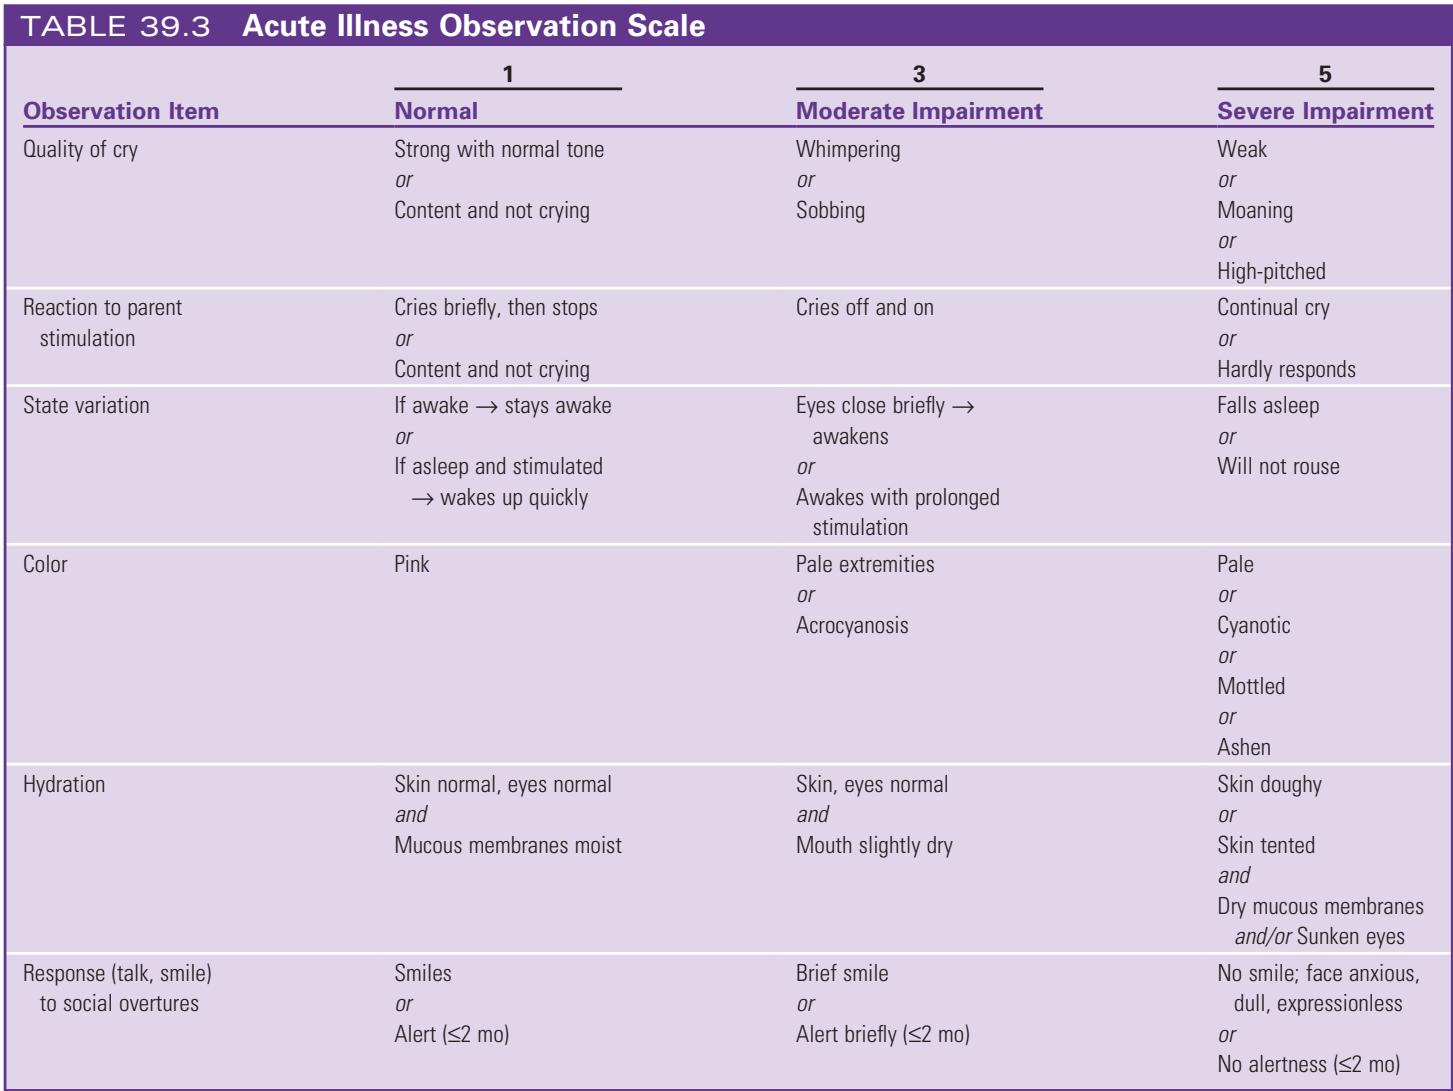 TABLE 39.3 Acute Illness Observation Scale
1 3 5
Observation Item Normal Moderate Impairment Severe Impairment
Quality of cry Strong with normal tone Whimpering Weak
or or or
Content and not crying Sobbing Moaning
or
High-pitched
Reaction to parent Cries briefly, then stops Cries off and on Continual cry
stimulation or or
Content and not crying Hardly responds
State variation If awake → stays awake Eyes close briefly → Falls asleep
or awakens or
If asleep and stimulated or Will not rouse
→ wakes up quickly Awakes with prolonged
stimulation
Color Pink Pale extremities Pale
or or
Acrocyanosis Cyanotic
or
Mottled
or
Ashen
Hydration Skin normal, eyes normal Skin, eyes normal Skin doughy
and and or
Mucous membranes moist Mouth slightly dry Skin tented
and
Dry mucous membranes
and/or Sunken eyes
Response (talk, smile) Smiles Brief smile No smile; face anxious,
to social overtures or or dull, expressionless
Alert (≤2 mo) Alert briefly (≤2 mo) or
No alertness (≤2 mo)